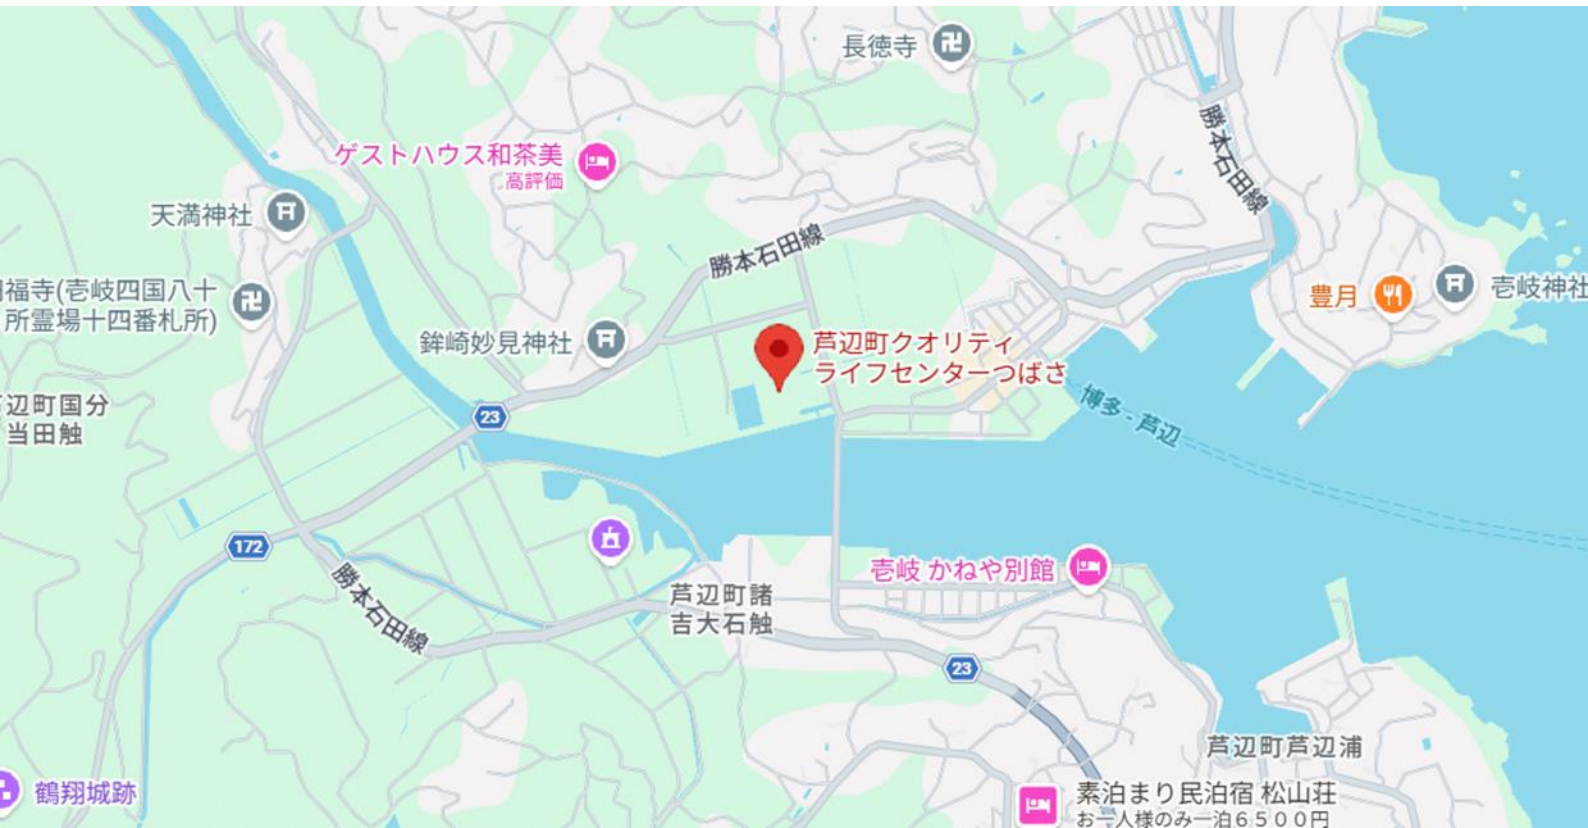 長徳寺
勝本石田線
ゲストハウス和茶美
高評価
天満神社
勝本石田線
福寺(壱岐四国八十
所霊場十四番札所)
豊月
壱岐神社
鉾崎妙見神社
芦辺町クオリティ
ライフセンターつばさ
辺町国分
当田触
23
博多 - 芦辺
172
勝本石田線
壱岐 かねや別館
芦辺町諸
吉大石触
23
芦辺町芦辺浦
鶴翔城跡
素泊まり民泊宿 松山荘
お一人様のみ一泊6500円